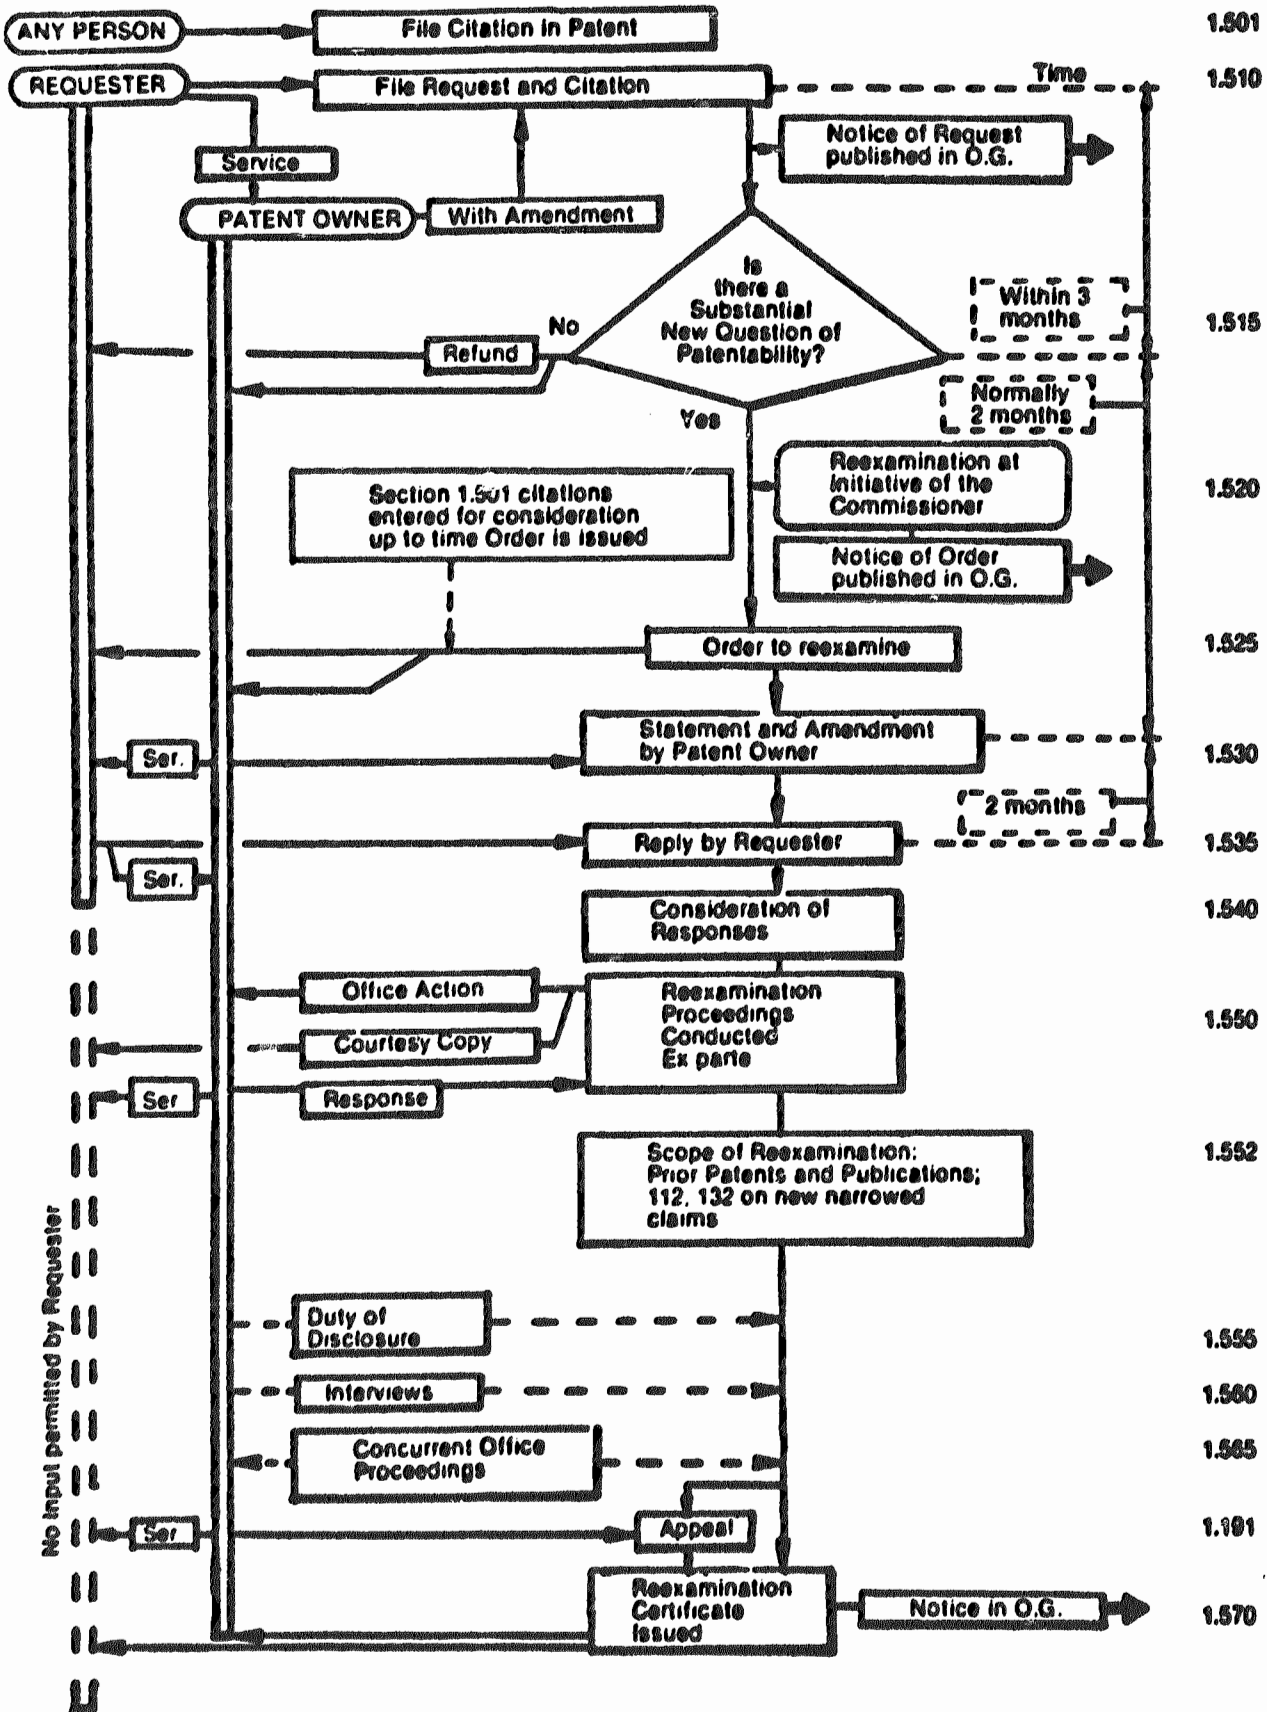 ANY PERSON
File Citation in Patent
1.501
REQUESTER
File Request and Citation
Time
1.510
Notice of Request
published in O.G.
Service
PATENT OWNER
With Amendment
Is
there a
Substantial
New Question of
Patentability?
Within 3
months
1.515
No
Refund
Normally
2 months
Yes
Reexamination at
Initiative of the
Commissioner
1.520
Section 1.501 citations
entered for consideration
up to time Order is issued
Notice of Order
published in O.G.
Order to reexamine
1.525
Statement and Amendment
by Patent Owner
1.530
Ser.
2 months
Reply by Requester
1.535
Ser.
Consideration of
Responses
1.540
Office Action
Reexamination
Proceedings
Conducted
Ex parte
1.550
Courtesy Copy
Ser
Response
Scope of Reexamination:
Prior Patents and Publications;
112, 132 on new narrowed
claims
1.552
No input permitted by Requester
Duty of
Disclosure
1.555
Interviews
1.560
Concurrent Office
Proceedings
1.565
Ser
Appeal
1.191
Reexamination
Certificate
Issued
Notice in O.G.
1.570